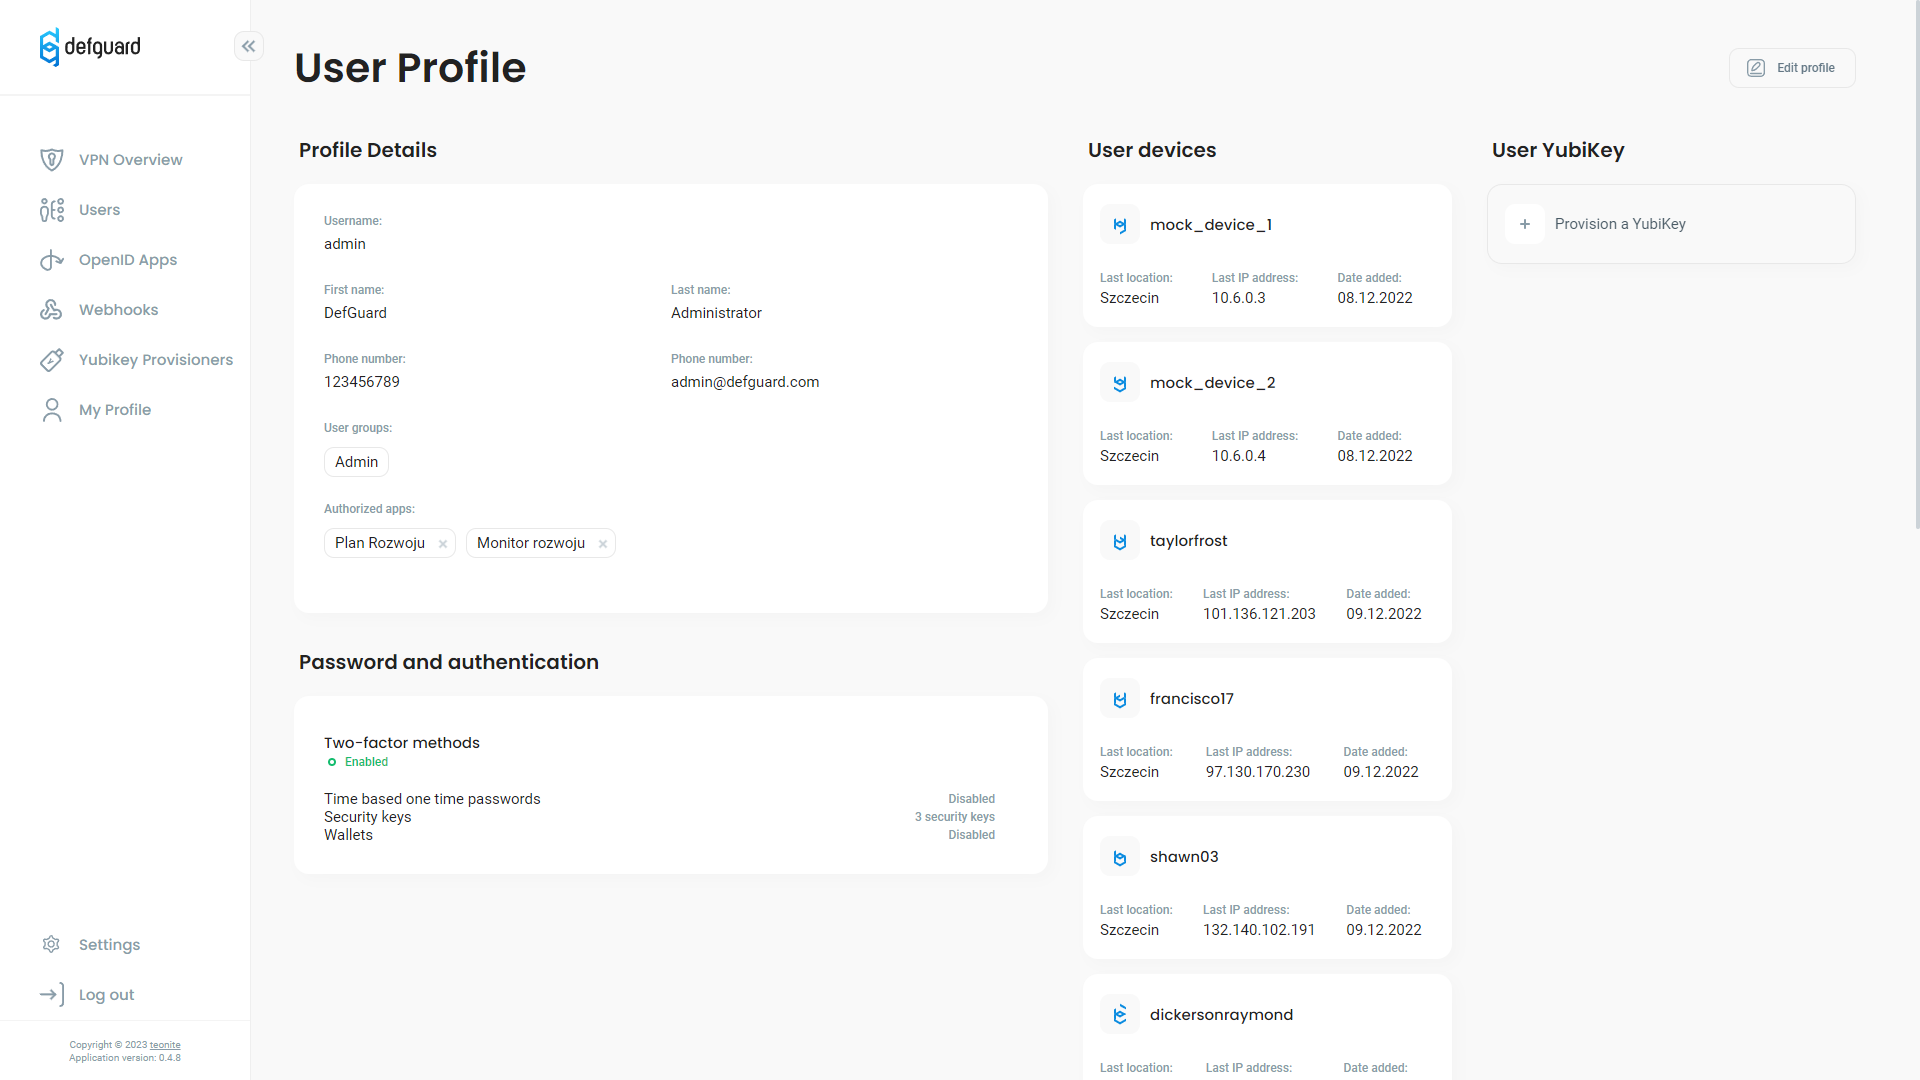 defguard
VPN Overview
Users
OpenID Apps
Webhooks
Yubikey Provisioners
My Profile
Settings
Log out
Copyright © 2023 teonite
Application version: 0.4.8
User Profile
Edit profile
Profile Details
Username:
admin
First name:
DefGuard
Last name:
Administrator
Phone number:
123456789
Phone number:
admin@defguard.com
User groups:
Admin
Authorized apps:
Plan Rozwoju
Monitor rozwoju
Password and authentication
Two-factor methods
Enabled
Time based one time passwords Disabled
Security keys 3 security keys
Wallets Disabled
User devices
mock_device_1
Last location: Last IP address: Date added:
Szczecin 10.6.0.3 08.12.2022
mock_device_2
Last location: Last IP address: Date added:
Szczecin 10.6.0.4 08.12.2022
taylorfrost
Last location: Last IP address: Date added:
Szczecin 101.136.121.203 09.12.2022
francisco17
Last location: Last IP address: Date added:
Szczecin 97.130.170.230 09.12.2022
shawn03
Last location: Last IP address: Date added:
Szczecin 132.140.102.191 09.12.2022
dickersonraymond
Last location: Last IP address: Date added:
User YubiKey
Provision a YubiKey